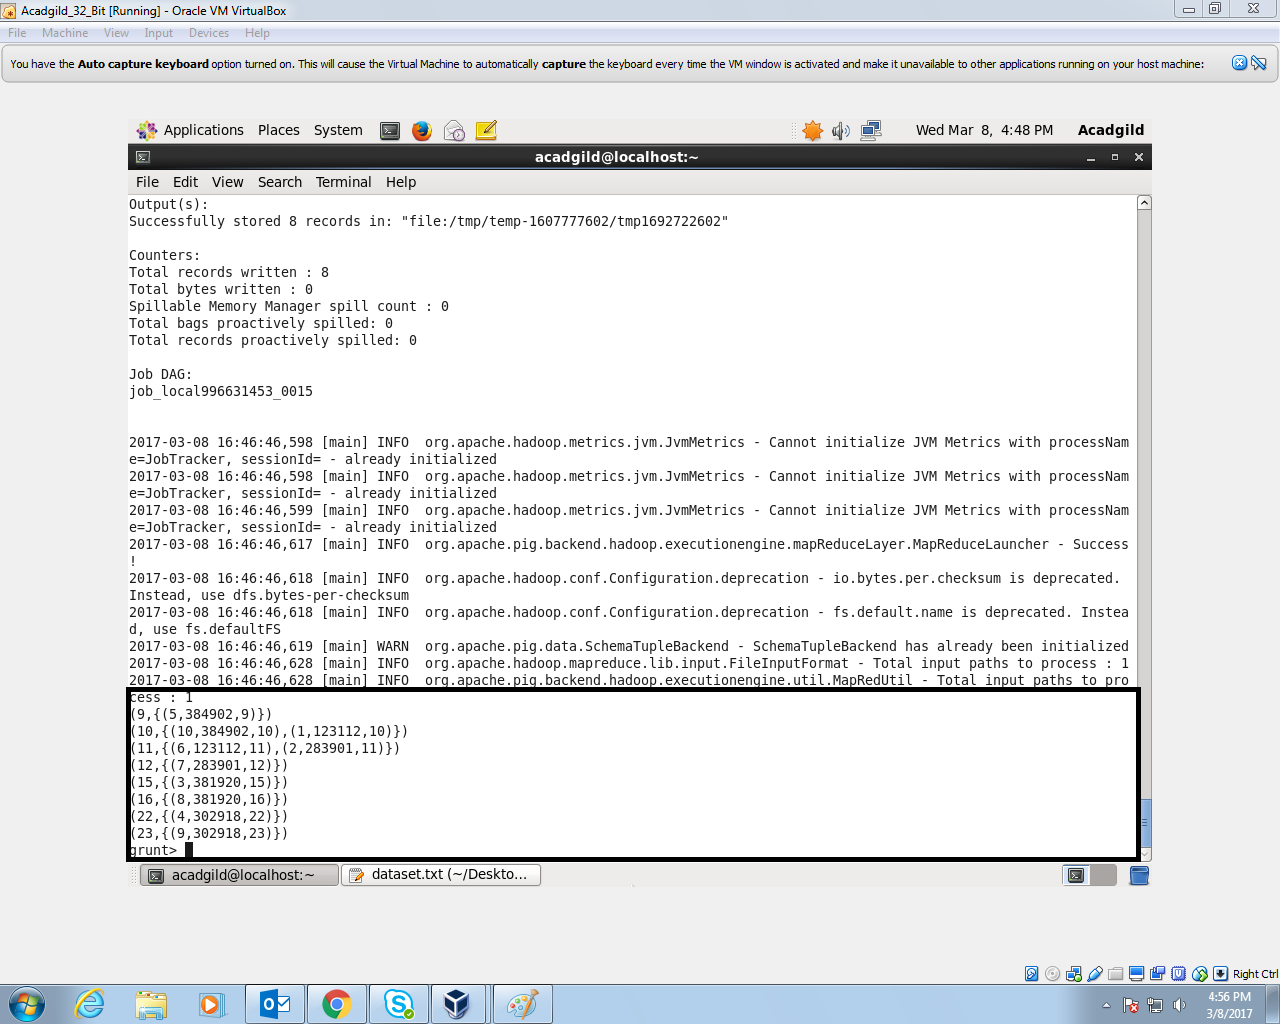 Acadgild_32_Bit [Running] - Oracle VM VirtualBox
File Machine View Input Devices Help
You have the Auto capture keyboard option turned on. This will cause the Virtual Machine to automatically capture the keyboard every time the VM window is activated and make it unavailable to other applications running on your host machine:
Applications Places System Wed Mar 8, 4:48 PM Acadgild
acadgild@localhost:~
File Edit View Search Terminal Help
Output(s):
Successfully stored 8 records in: "file:/tmp/temp-1607777602/tmp1692722602"
Counters:
Total records written : 8
Total bytes written : 0
Spillable Memory Manager spill count : 0
Total bags proactively spilled: 0
Total records proactively spilled: 0
Job DAG:
job_local996631453_0015
2017-03-08 16:46:46,598 [main] INFO  org.apache.hadoop.metrics.jvm.JvmMetrics - Cannot initialize JVM Metrics with processNam
e=JobTracker, sessionId= - already initialized
2017-03-08 16:46:46,598 [main] INFO  org.apache.hadoop.metrics.jvm.JvmMetrics - Cannot initialize JVM Metrics with processNam
e=JobTracker, sessionId= - already initialized
2017-03-08 16:46:46,599 [main] INFO  org.apache.hadoop.metrics.jvm.JvmMetrics - Cannot initialize JVM Metrics with processNam
e=JobTracker, sessionId= - already initialized
2017-03-08 16:46:46,617 [main] INFO  org.apache.pig.backend.hadoop.executionengine.mapReduceLayer.MapReduceLauncher - Success
!
2017-03-08 16:46:46,618 [main] INFO  org.apache.hadoop.conf.Configuration.deprecation - io.bytes.per.checksum is deprecated.
Instead, use dfs.bytes-per-checksum
2017-03-08 16:46:46,618 [main] INFO  org.apache.hadoop.conf.Configuration.deprecation - fs.default.name is deprecated. Instea
d, use fs.defaultFS
2017-03-08 16:46:46,619 [main] WARN  org.apache.pig.data.SchemaTupleBackend - SchemaTupleBackend has already been initialized
2017-03-08 16:46:46,628 [main] INFO  org.apache.hadoop.mapreduce.lib.input.FileInputFormat - Total input paths to process : 1
2017-03-08 16:46:46,628 [main] INFO  org.apache.pig.backend.hadoop.executionengine.util.MapRedUtil - Total input paths to pro
cess : 1
(9,{(5,384902,9)})
(10,{(10,384902,10),(1,123112,10)})
(11,{(6,123112,11),(2,283901,11)})
(12,{(7,283901,12)})
(15,{(3,381920,15)})
(16,{(8,381920,16)})
(22,{(4,302918,22)})
(23,{(9,302918,23)})
grunt>
acadgild@localhost:~ dataset.txt (~/Deskto...
Right Ctrl
4:56 PM
3/8/2017